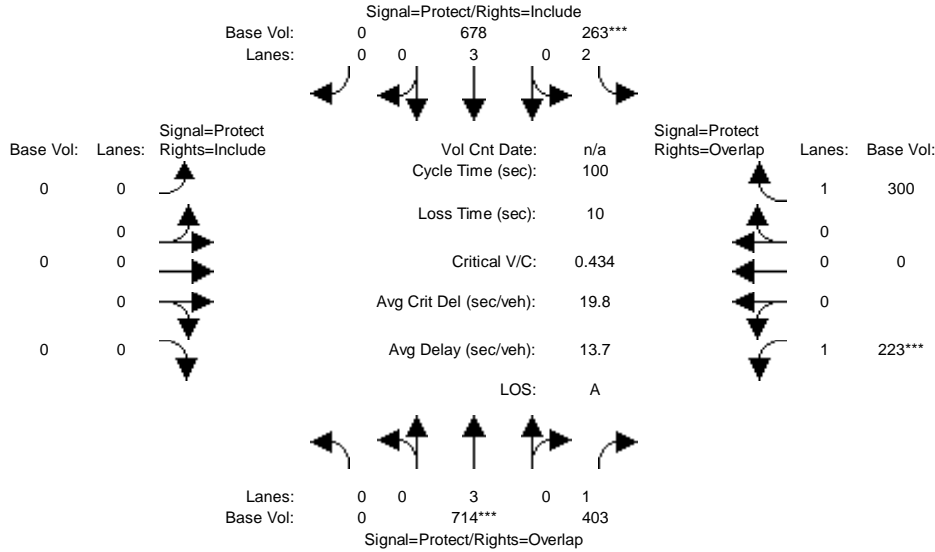 Signal=Protect/Rights=Include
Base Vol: 0 678 263***
Lanes: 0 0 3 0 2
Signal=Protect
Base Vol: Lanes: Rights=Include
Vol Cnt Date: n/a
Signal=Protect
Rights=Overlap Lanes: Base Vol:
Cycle Time (sec): 100
0 0 1 300
Loss Time (sec): 10
0 0
0 0 Critical V/C: 0.434 0 0
0 Avg Crit Del (sec/veh): 19.8 0
0 0 Avg Delay (sec/veh): 13.7 1 223***
LOS: A
Lanes: 0 0 3 0 1
Base Vol: 0 714*** 403
Signal=Protect/Rights=Overlap